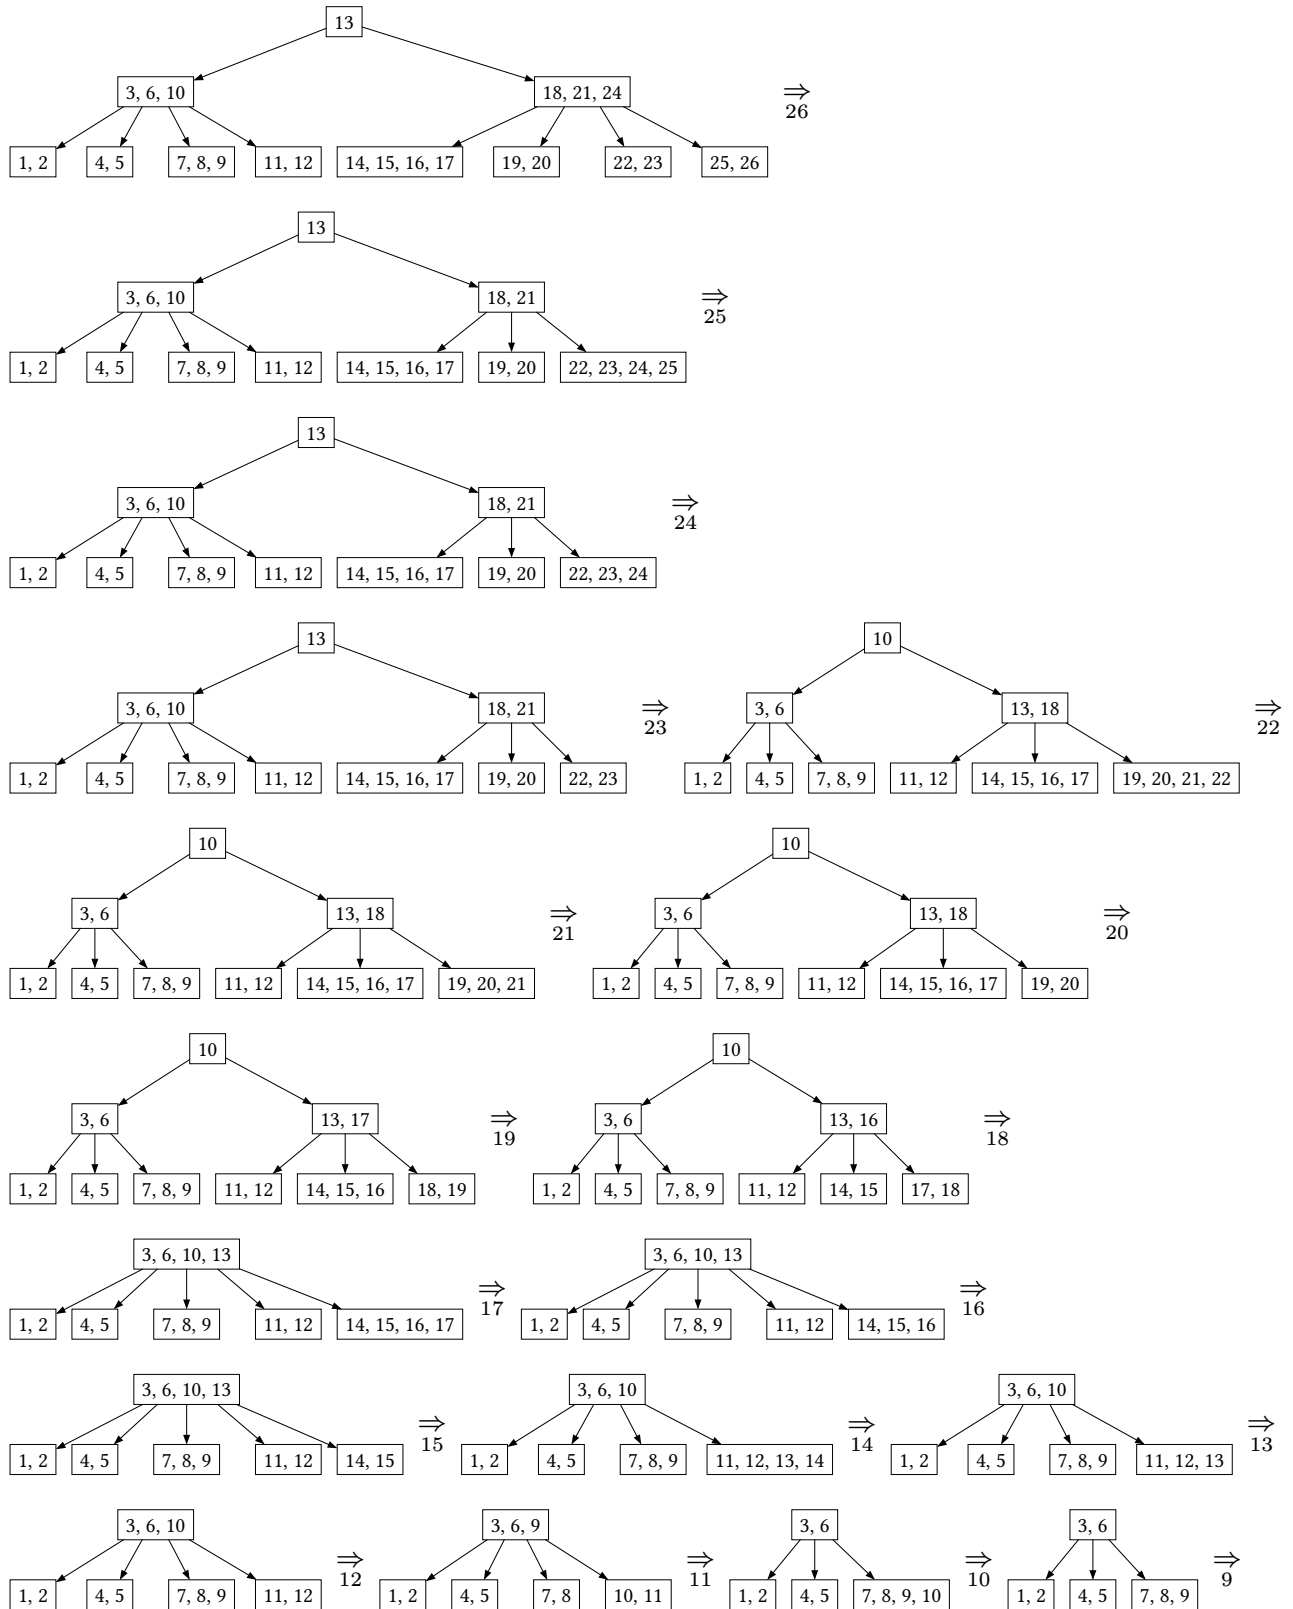 13
3, 6, 10 18, 21, 24 ⇒
26
1, 2 4, 5 7, 8, 9 11, 12 14, 15, 16, 17 19, 20 22, 23 25, 26
13
3, 6, 10 18, 21 ⇒
25
1, 2 4, 5 7, 8, 9 11, 12 14, 15, 16, 17 19, 20 22, 23, 24, 25
13
3, 6, 10 18, 21 ⇒
24
1, 2 4, 5 7, 8, 9 11, 12 14, 15, 16, 17 19, 20 22, 23, 24
13 10
3, 6, 10 18, 21 ⇒ 3, 6 13, 18 ⇒
23 22
1, 2 4, 5 7, 8, 9 11, 12 14, 15, 16, 17 19, 20 22, 23 1, 2 4, 5 7, 8, 9 11, 12 14, 15, 16, 17 19, 20, 21, 22
10 10
3, 6 13, 18 ⇒ 3, 6 13, 18 ⇒
21 20
1, 2 4, 5 7, 8, 9 11, 12 14, 15, 16, 17 19, 20, 21 1, 2 4, 5 7, 8, 9 11, 12 14, 15, 16, 17 19, 20
10 10
3, 6 13, 17 ⇒ 3, 6 13, 16 ⇒
19 18
1, 2 4, 5 7, 8, 9 11, 12 14, 15, 16 18, 19 1, 2 4, 5 7, 8, 9 11, 12 14, 15 17, 18
3, 6, 10, 13 ⇒ 3, 6, 10, 13 ⇒
17 16
1, 2 4, 5 7, 8, 9 11, 12 14, 15, 16, 17 1, 2 4, 5 7, 8, 9 11, 12 14, 15, 16
3, 6, 10, 13 ⇒ 3, 6, 10 ⇒ 3, 6, 10 ⇒
15 14 13
1, 2 4, 5 7, 8, 9 11, 12 14, 15 1, 2 4, 5 7, 8, 9 11, 12, 13, 14 1, 2 4, 5 7, 8, 9 11, 12, 13
3, 6, 10 ⇒ 3, 6, 9 ⇒ 3, 6 ⇒ 3, 6 ⇒
12 11 10 9
1, 2 4, 5 7, 8, 9 11, 12 1, 2 4, 5 7, 8 10, 11 1, 2 4, 5 7, 8, 9, 10 1, 2 4, 5 7, 8, 9